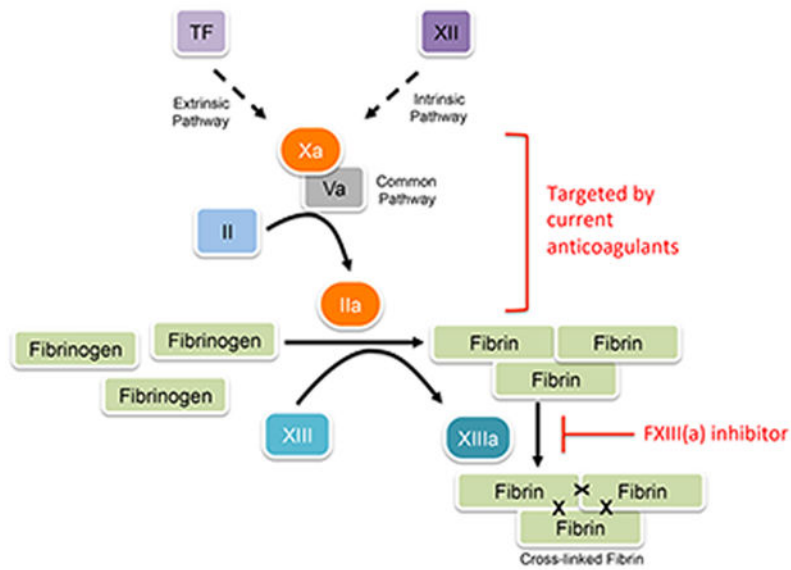 TF
XII
Extrinsic
Pathway
Intrinsic
Pathway
Xa
Va
Common
Pathway
Targeted by
current
anticoagulants
II
IIa
Fibrinogen
Fibrinogen
Fibrinogen
Fibrin
Fibrin
Fibrin
XIII
XIIIa
FXIII(a) inhibitor
Fibrin
X
Fibrin
X
X
Fibrin
Cross-linked Fibrin